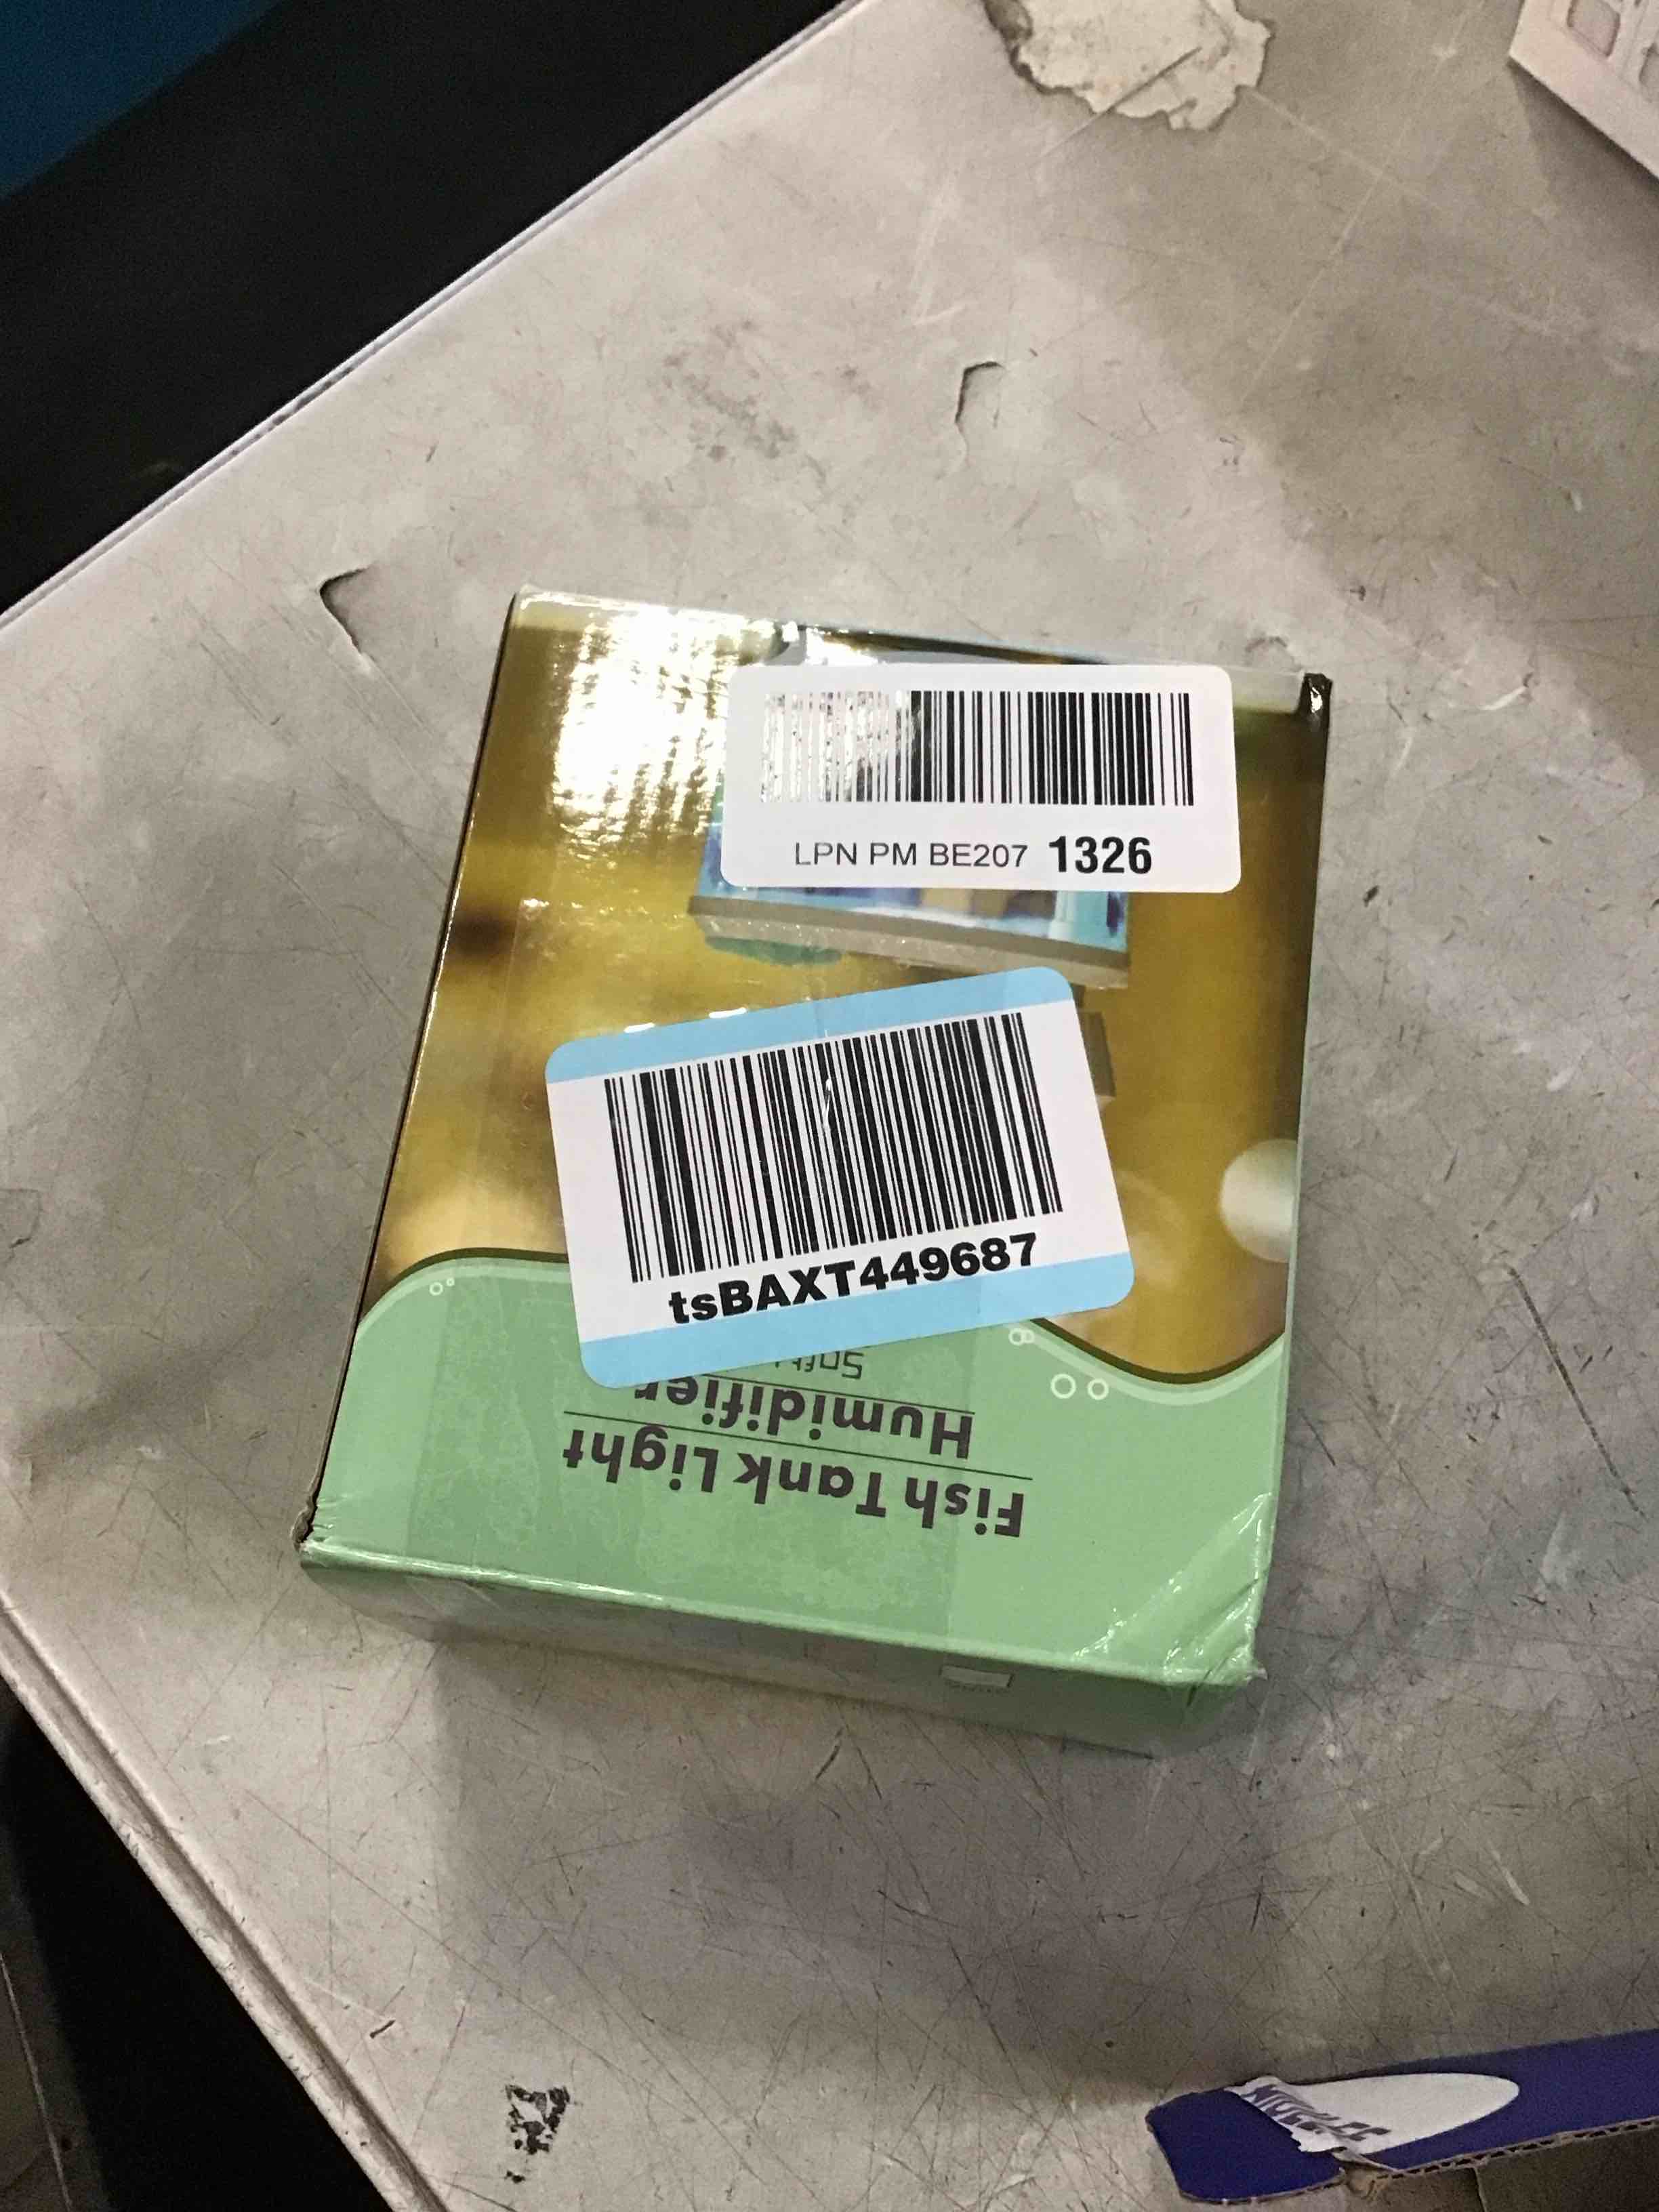 LPN PM BE207 1326
tsBAXT449687
Fish Tank Light
Humidifier